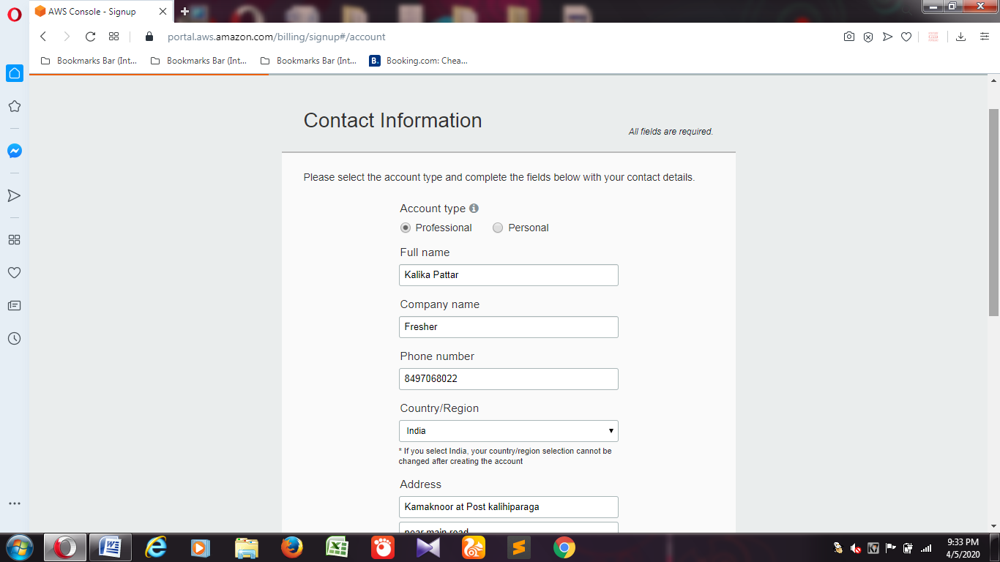 AWS Console - Signup
portal.aws.amazon.com/billing/signup#/account
Bookmarks Bar (Int... Bookmarks Bar (Int... Bookmarks Bar (Int... B. Booking.com: Chea...
Contact Information
All fields are required.
Please select the account type and complete the fields below with your contact details.
Account type
Professional Personal
Full name
Kalika Pattar
Company name
Fresher
Phone number
8497068022
Country/Region
India
* If you select India, your country/region selection cannot be
changed after creating the account
Address
Kamaknoor at Post kalihiparaga
near main road
9:33 PM
4/5/2020